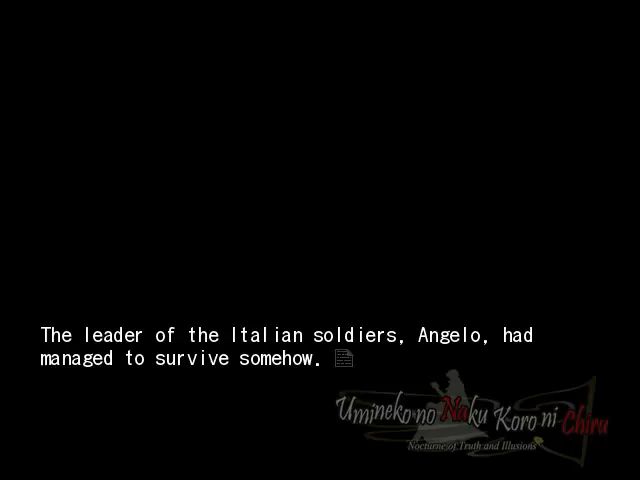 The leader of the Italian soldiers, Angelo, had
managed to survive somehow.
Umineko no Naku Koro ni Chiru
Nocturne of Truth and Illusions